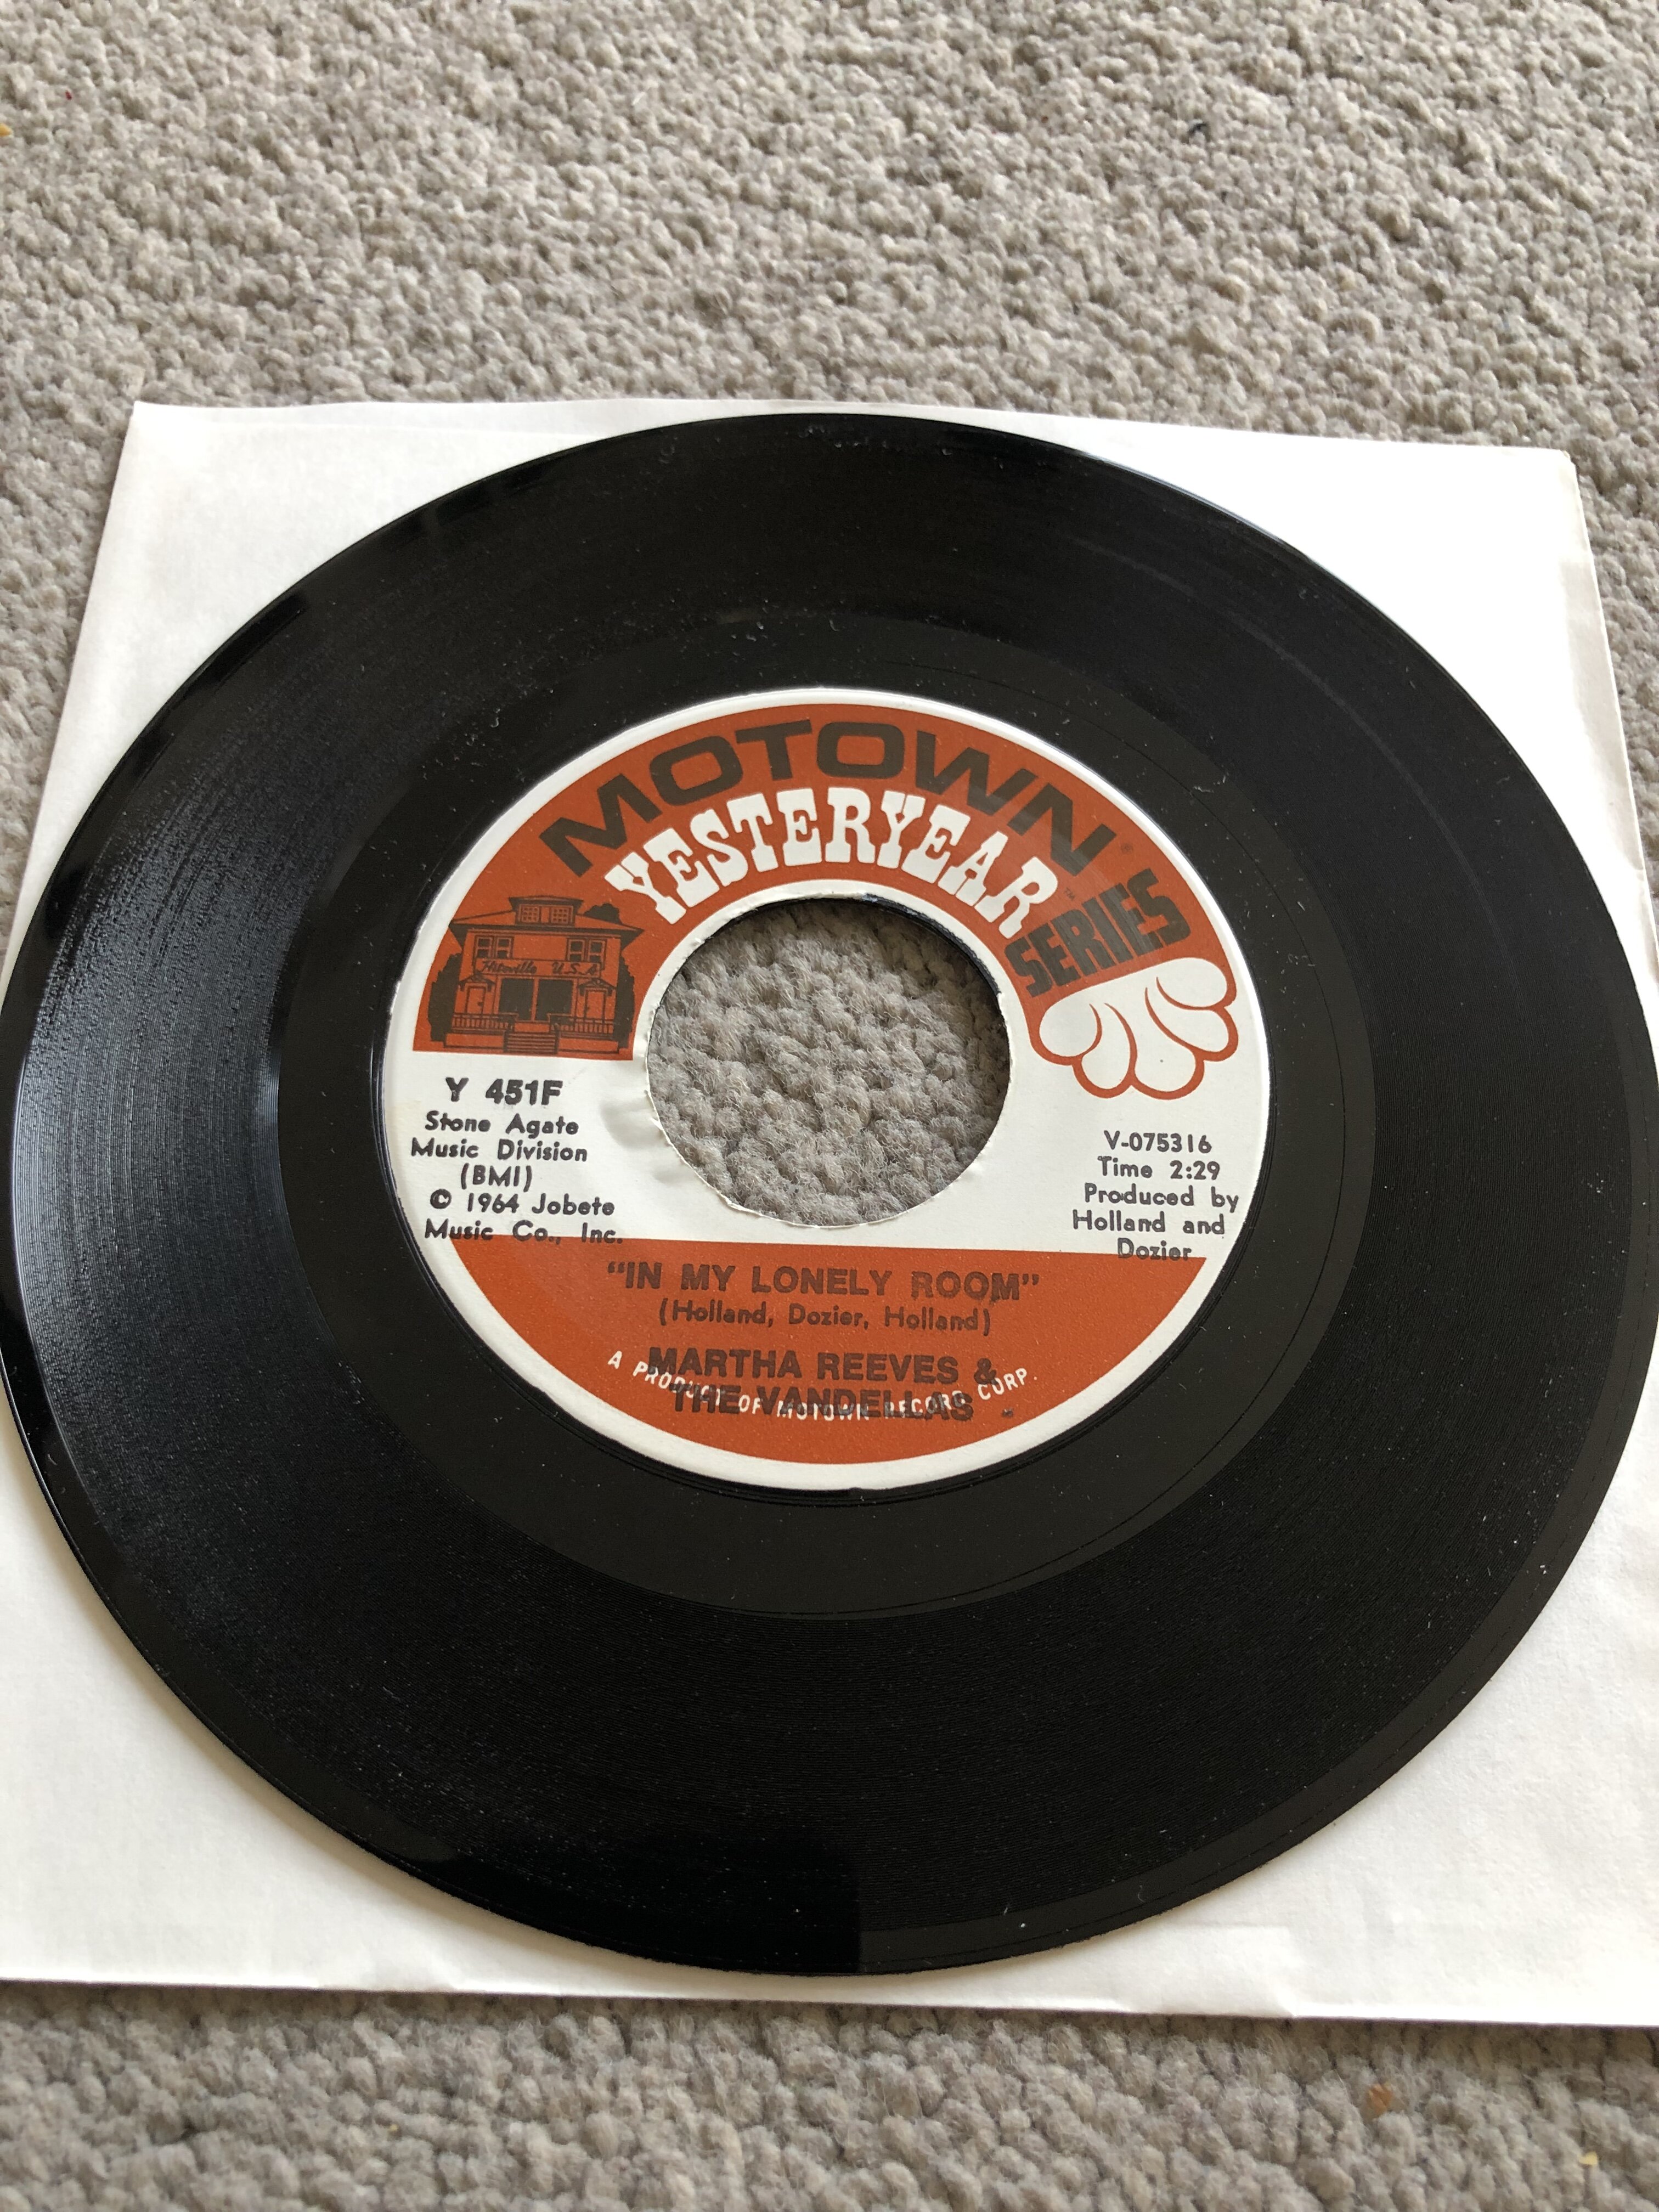 MOTOWN ®
YESTERYEAR ™
SERIES
Hitsville U.S.A
Y 451F
Stone Agate
Music Division
(BMI)
© 1964 Jobete
Music Co., Inc.
V-075316
Time 2:29
Produced by
Holland and
Dozier
"IN MY LONELY ROOM"
(Holland, Dozier, Holland)
MARTHA REEVES &
THE VANDELLAS
A PRODUCT OF MOTOWN RECORD CORP.